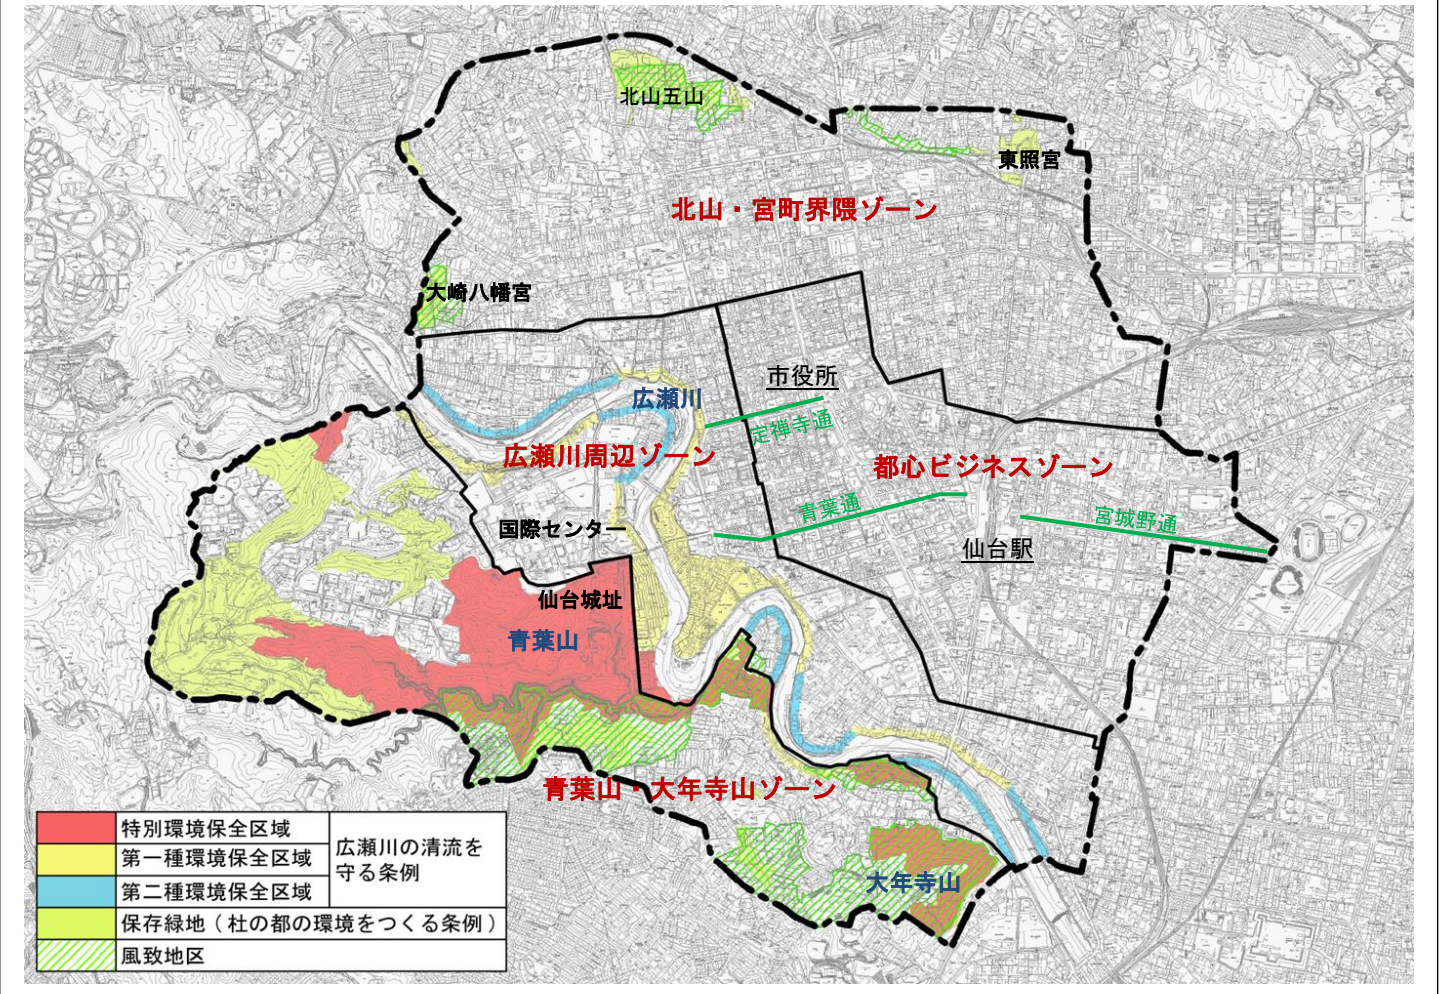 北山五山
東照宮
北山・宮町界隈ゾーン
大崎八幡宮
市役所
広瀬川
定禅寺通
広瀬川周辺ゾーン
都心ビジネスゾーン
青葉通
宮城野通
国際センター
仙台駅
仙台城址
青葉山
青葉山・大年寺山ゾーン
大年寺山
特別環境保全区域
第一種環境保全区域
第二種環境保全区域
広瀬川の清流を
守る条例
保存緑地(杜の都の環境をつくる条例)
風致地区